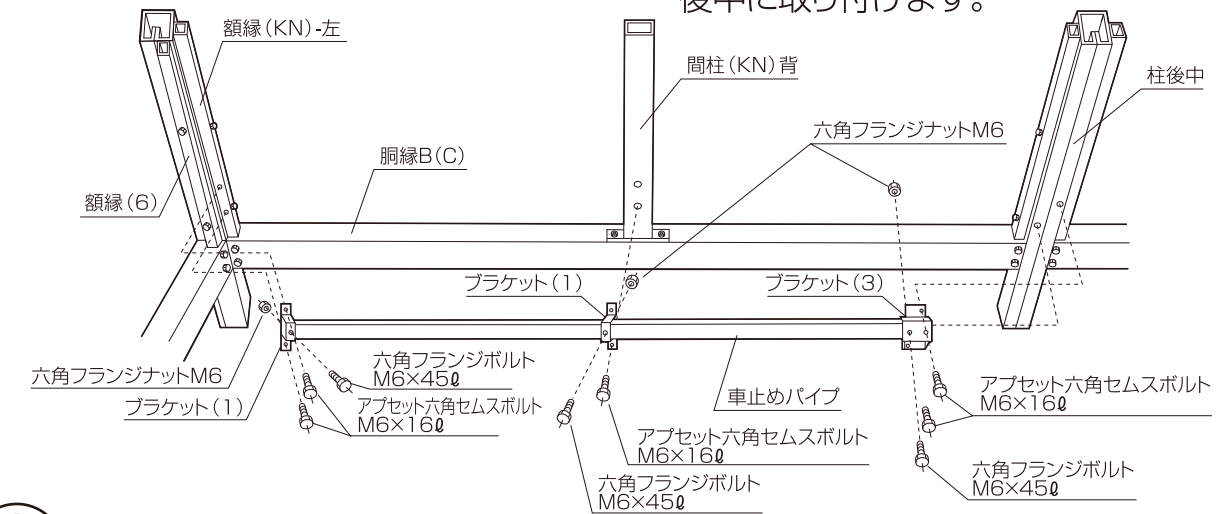 後中に取り付けます。
額縁(KN)-左
間柱(KN)背
柱後中
六角フランジナットM6
胴縁B(C)
額縁(6)
ブラケット(1)
ブラケット(3)
六角フランジナットM6
ブラケット(1)
六角フランジボルト
M6×45ℓ
アプセット六角セムスボルト
M6×16ℓ
車止めパイプ
アプセット六角セムスボルト
M6×16ℓ
アプセット六角セムスボルト
M6×16ℓ
六角フランジボルト
M6×45ℓ
六角フランジボルト
M6×45ℓ